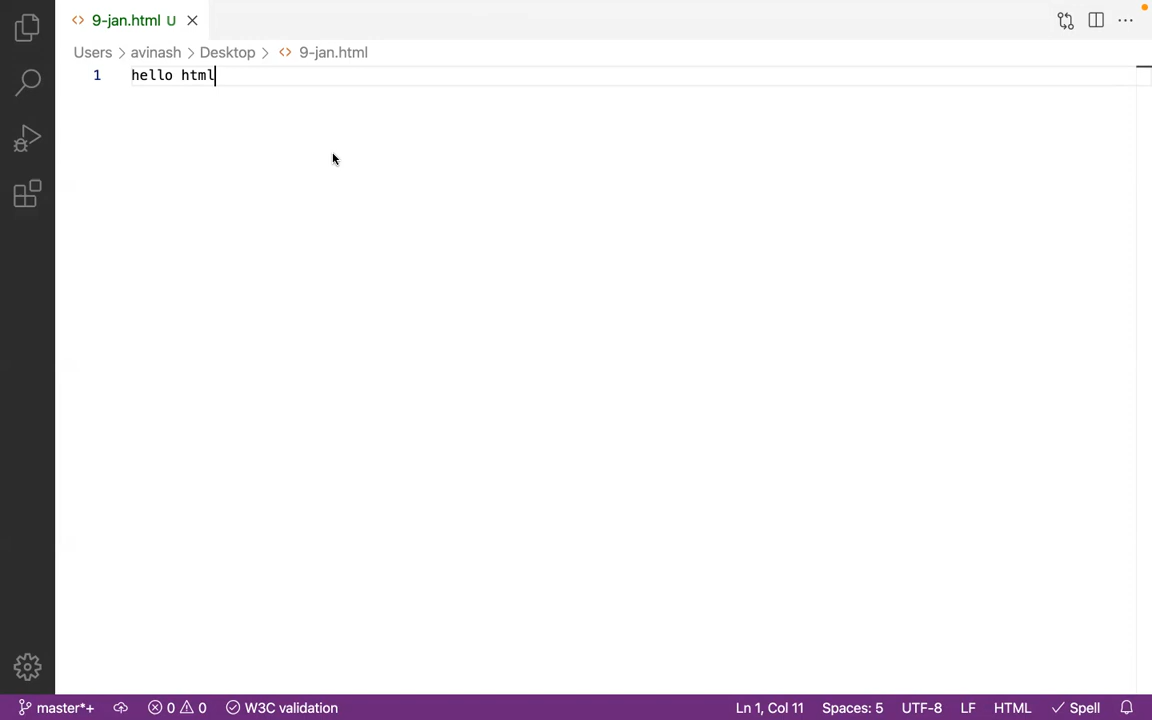 9-jan.html U
Users > avinash > Desktop > 9-jan.html
1 hello html
master*+ 0 0 W3C validation Ln 1, Col 11 Spaces: 5 UTF-8 LF HTML Spell